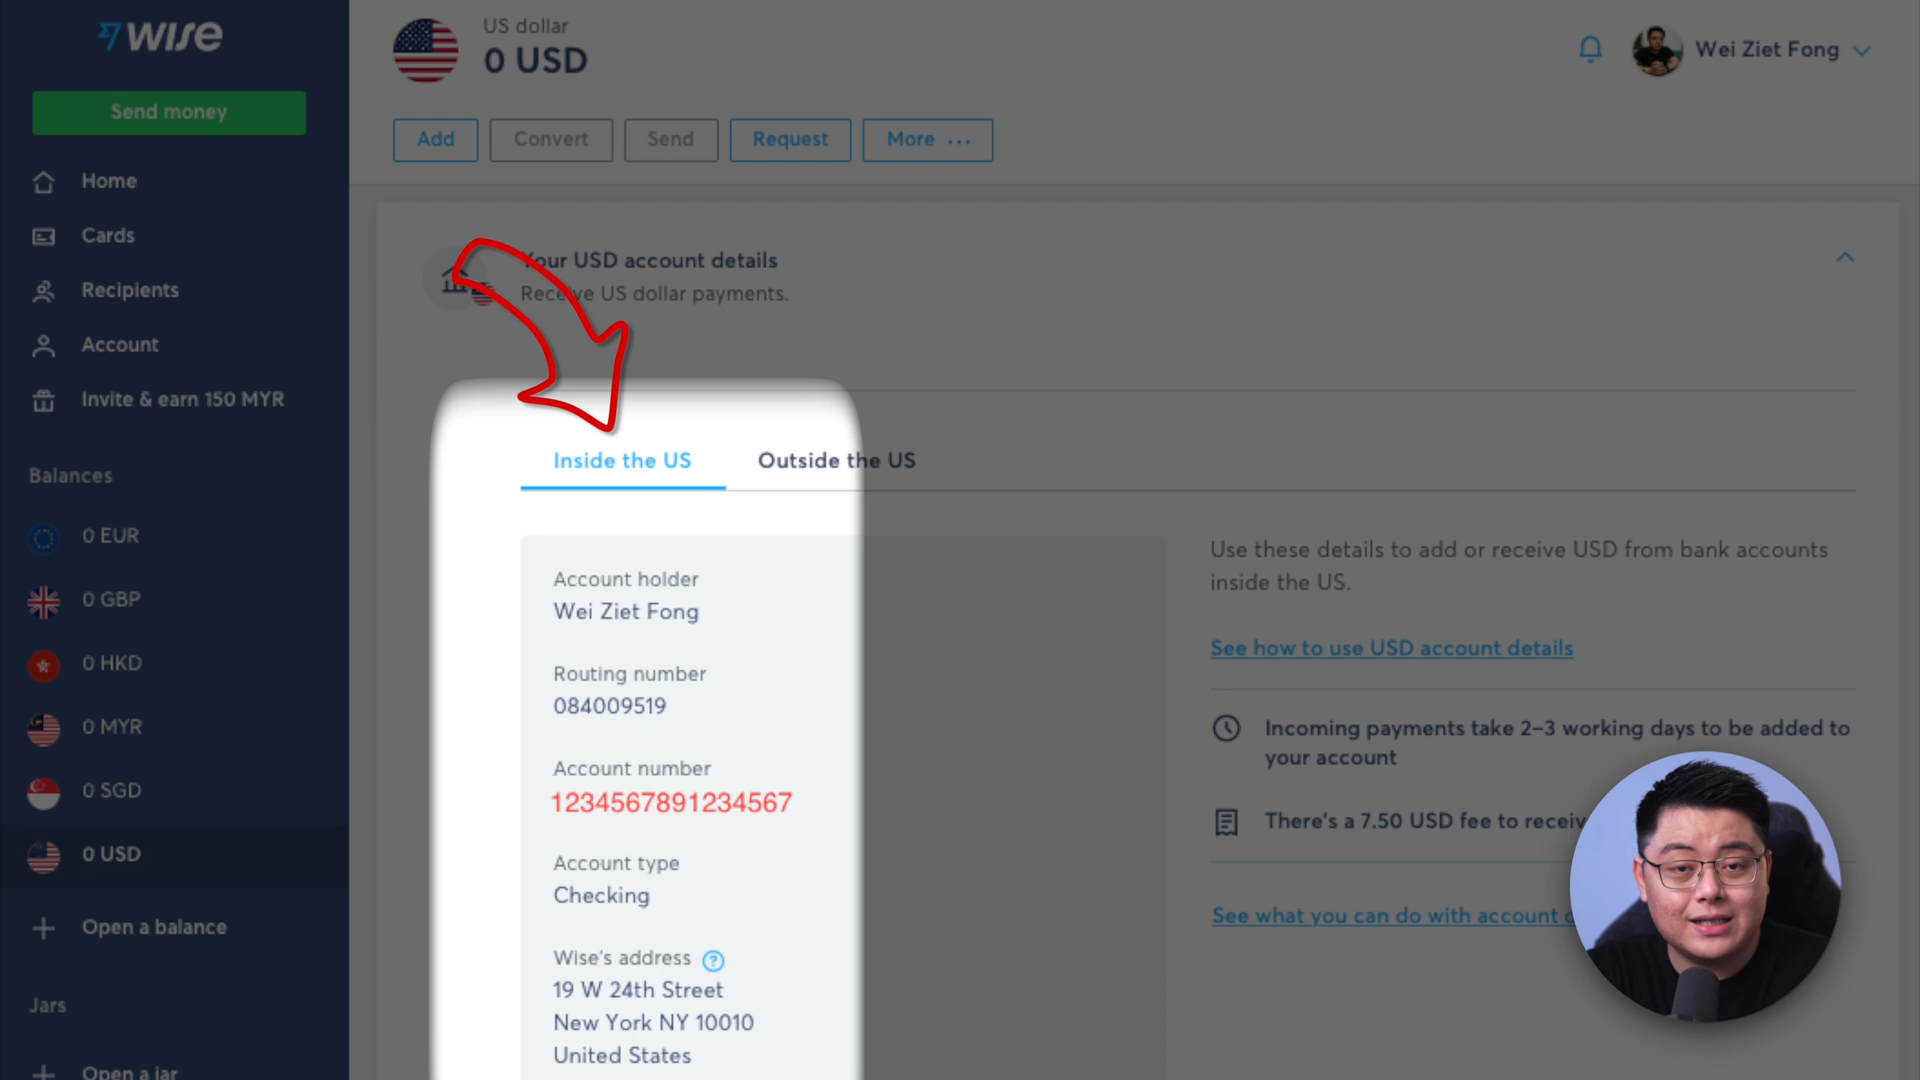 wise
Send money
Home
Cards
Recipients
Account
Invite & earn 150 MYR
Balances
0 EUR
0 GBP
0 HKD
0 MYR
0 SGD
0 USD
Open a balance
Jars
Open a jar
US dollar
0 USD
Add
Convert
Send
Request
More ...
Wei Ziet Fong
Your USD account details
Receive US dollar payments.
Inside the US
Outside the US
Account holder
Wei Ziet Fong
Routing number
084009519
Account number
1234567891234567
Account type
Checking
Wise's address ?
19 W 24th Street
New York NY 10010
United States
Use these details to add or receive USD from bank accounts
inside the US.
See how to use USD account details
Incoming payments take 2–3 working days to be added to
your account
There's a 7.50 USD fee to
See what you can do with account